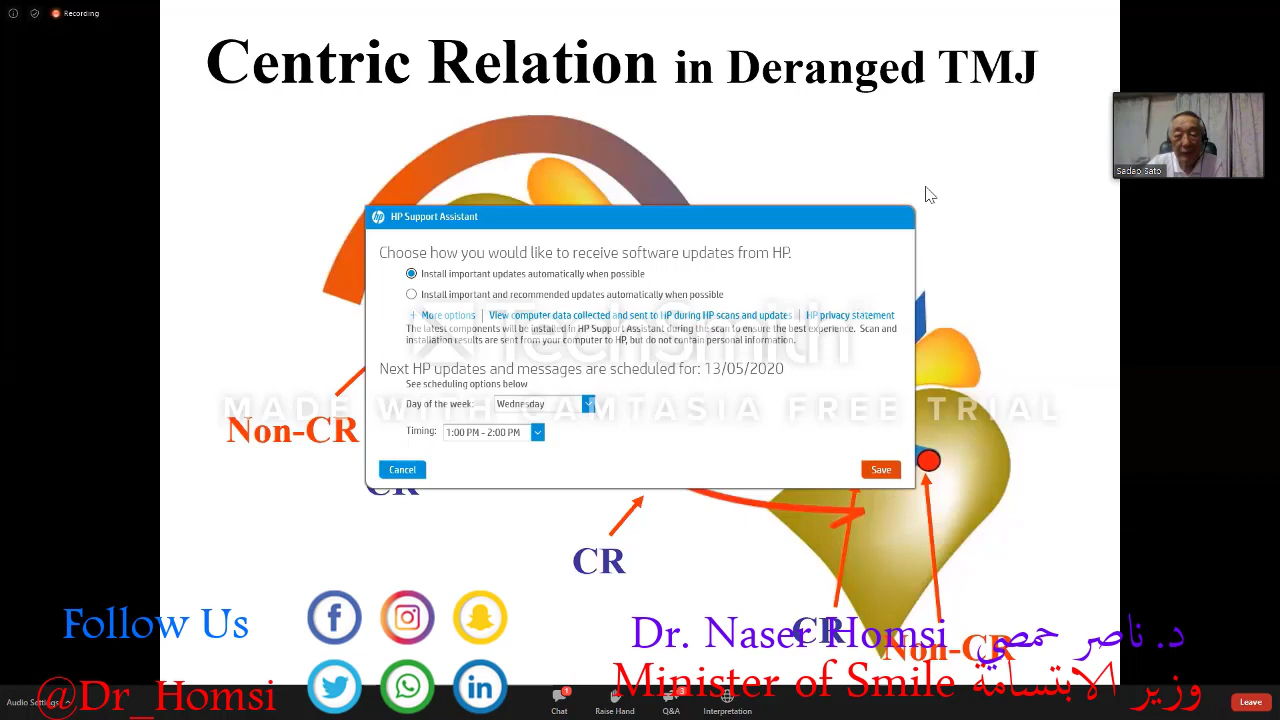 Recording
Centric Relation in Deranged TMJ
Sadao Sato
HP Support Assistant
Choose how you would like to receive software updates from HP.
Install important updates automatically when possible
Install important and recommended updates automatically when possible
+ More options | View computer data collected and sent to HP during HP scans and updates | HP privacy statement
The latest components will be installed in HP Support Assistant during the scan to ensure the best experience. Scan and
installation results are sent from your computer to HP, but do not contain personal information.
TechSmith
Next HP updates and messages are scheduled for: 13/05/2020
See scheduling options below
Day of the week: Wednesday
MADE WITH CAMTASIA FREE TRIAL
Timing: 1:00 PM - 2:00 PM
Cancel
Save
Non-CR
CR
CR
CR
Non-CR
Follow Us
Dr. Naser Homsi د. ناصر حمصي
@Dr_Homsi
Minister of Smile وزير الابتسامة
Audio Settings
Chat 1
Raise Hand
Q&A 3
Interpretation
Leave